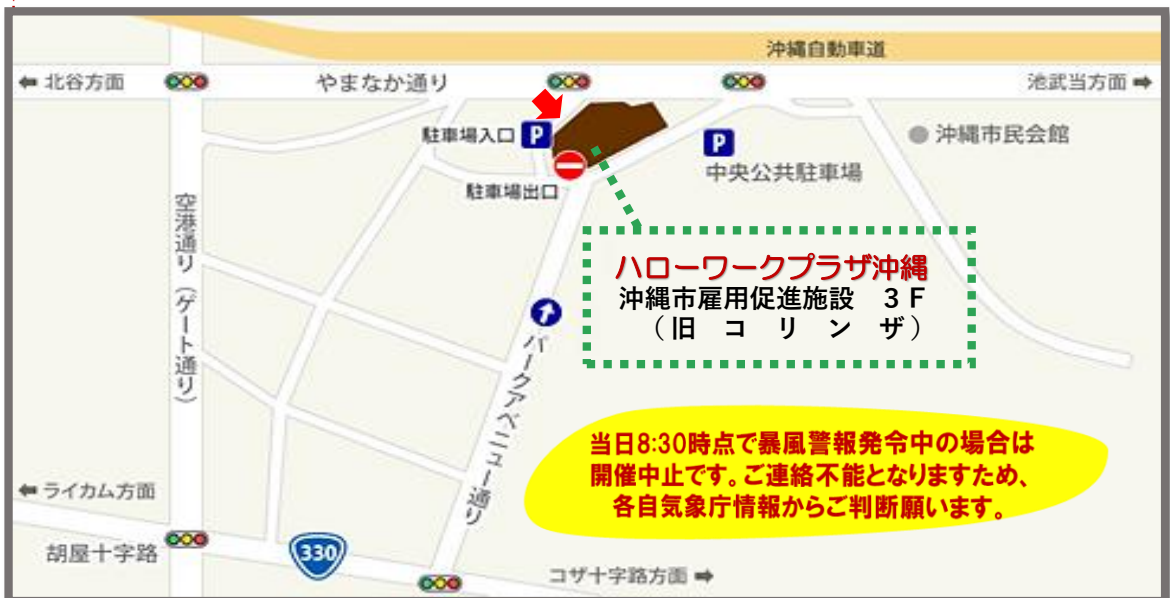 沖縄自動車道
⬅ 北谷方面
やまなか通り
池武当方面 ➡
駐車場入口 P
P
沖縄市民会館
中央公共駐車場
駐車場出口
空港通り（ゲート通り）
ハローワークプラザ沖縄
沖縄市雇用促進施設　３Ｆ
（旧　コ　リ　ン　ザ）
パークアベニュー通り
当日8:30時点で暴風警報発令中の場合は
開催中止です。ご連絡不能となりますため、
各自気象庁情報からご判断願います。
⬅ ライカム方面
胡屋十字路
330
コザ十字路方面 ➡